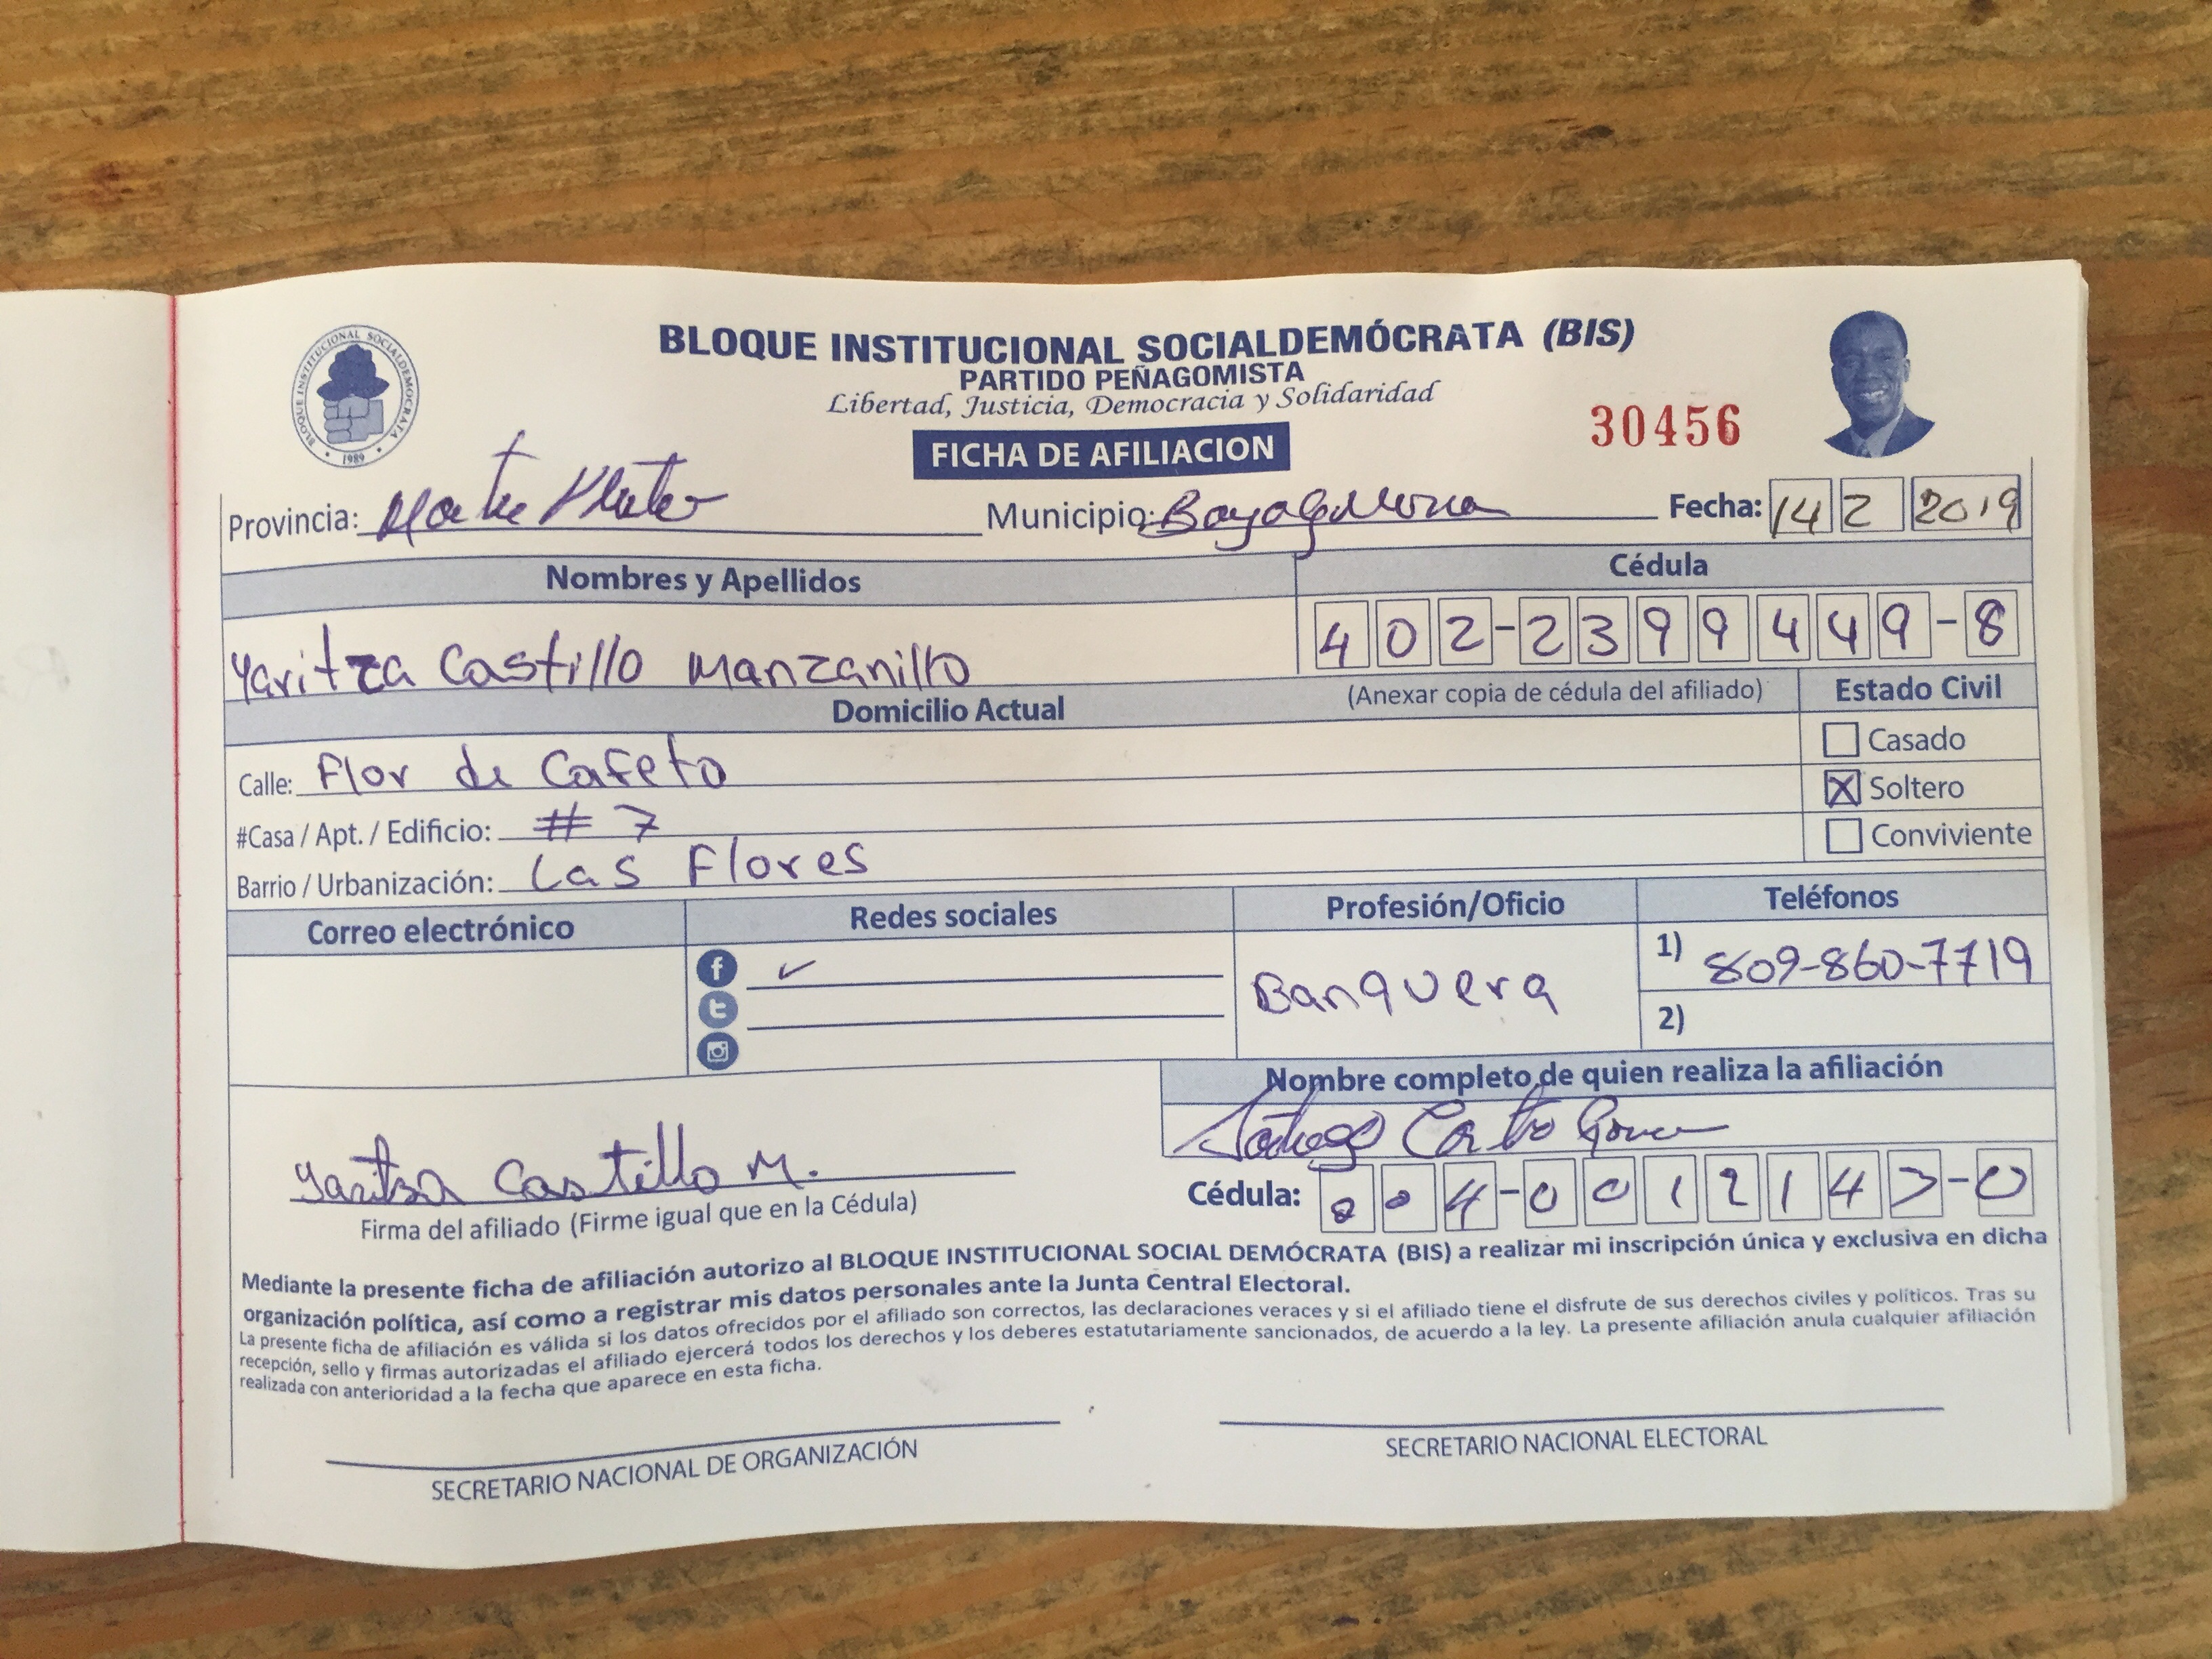 BLOQUE INSTITUCIONAL SOCIALDEMÓCRATA (BIS)
PARTIDO PEÑAGOMISTA
Libertad, Justicia, Democracia y Solidaridad
30456
BLOQUE INSTITUCIONAL SOCIALDEMOCRATA
1989
FICHA DE AFILIACION
Provincia: Monte Plata Municipio: Bayaguana Fecha: 14 2 2019
Nombres y Apellidos Cédula
Yaritza Castillo Manzanillo 402-2399449-8
Domicilio Actual (Anexar copia de cédula del afiliado) Estado Civil
Calle: Flor de Cafeto Casado
#Casa / Apt. / Edificio: # 7 X Soltero
Barrio / Urbanización: Las Flores Conviviente
Correo electrónico Redes sociales Profesión/Oficio Teléfonos
f ✓ Banquera 1) 809-860-7719
2)
Nombre completo de quien realiza la afiliación
Yaritza Castillo M.
Firma del afiliado (Firme igual que en la Cédula) Cédula: 004-0012147-0
Mediante la presente ficha de afiliación autorizo al BLOQUE INSTITUCIONAL SOCIAL DEMÓCRATA (BIS) a realizar mi inscripción única y exclusiva en dicha
organización política, así como a registrar mis datos personales ante la Junta Central Electoral.
La presente ficha de afiliación es válida si los datos ofrecidos por el afiliado son correctos, las declaraciones veraces y si el afiliado tiene el disfrute de sus derechos civiles y políticos. Tras su
recepción, sello y firmas autorizadas el afiliado ejercerá todos los derechos y los deberes estatutariamente sancionados, de acuerdo a la ley. La presente afiliación anula cualquier afiliación
realizada con anterioridad a la fecha que aparece en esta ficha.
SECRETARIO NACIONAL DE ORGANIZACIÓN SECRETARIO NACIONAL ELECTORAL